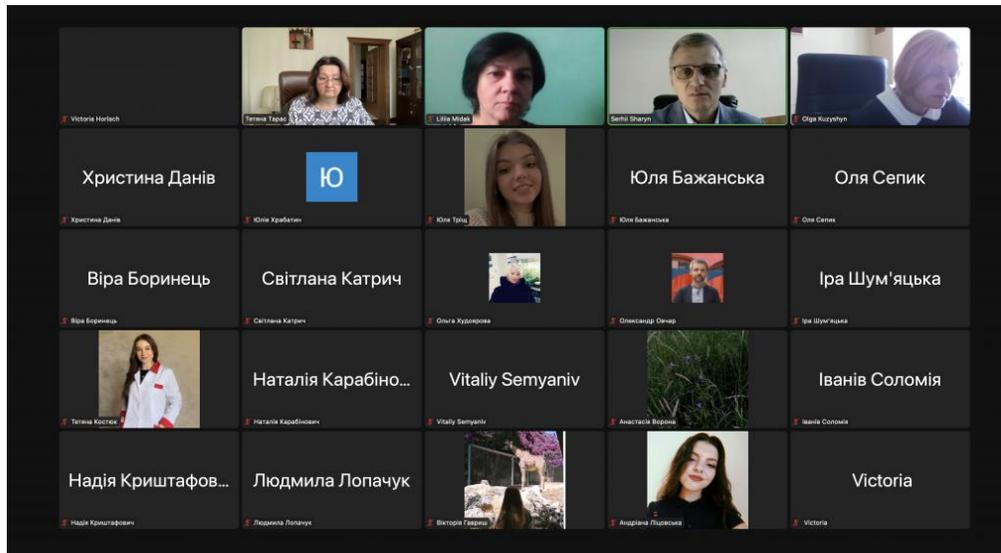 Victoria Horlach
Тетяна Тарас
Liliia Midak
Serhii Sharyn
Olga Kuzyshyn
Христина Данів
Христина Данів
Ю
Юлія Храбатин
Юля Тріщ
Юля Бажанська
Юля Бажанська
Оля Сепик
Оля Сепик
Віра Боринець
Віра Боринець
Світлана Катрич
Світлана Катрич
Ольга Худоярова
Олександр Овчар
Іра Шум'яцька
Іра Шум'яцька
Тетяна Костюк
Наталія Карабіно...
Наталія Карабінович
Vitaliy Semyaniv
Vitaliy Semyaniv
Анастасія Ворона
Іванів Соломія
Іванів Соломія
Надія Криштафов...
Надія Криштафович
Людмила Лопачук
Людмила Лопачук
Вікторія Гавриш
Андріана Ліцовська
Victoria
Victoria